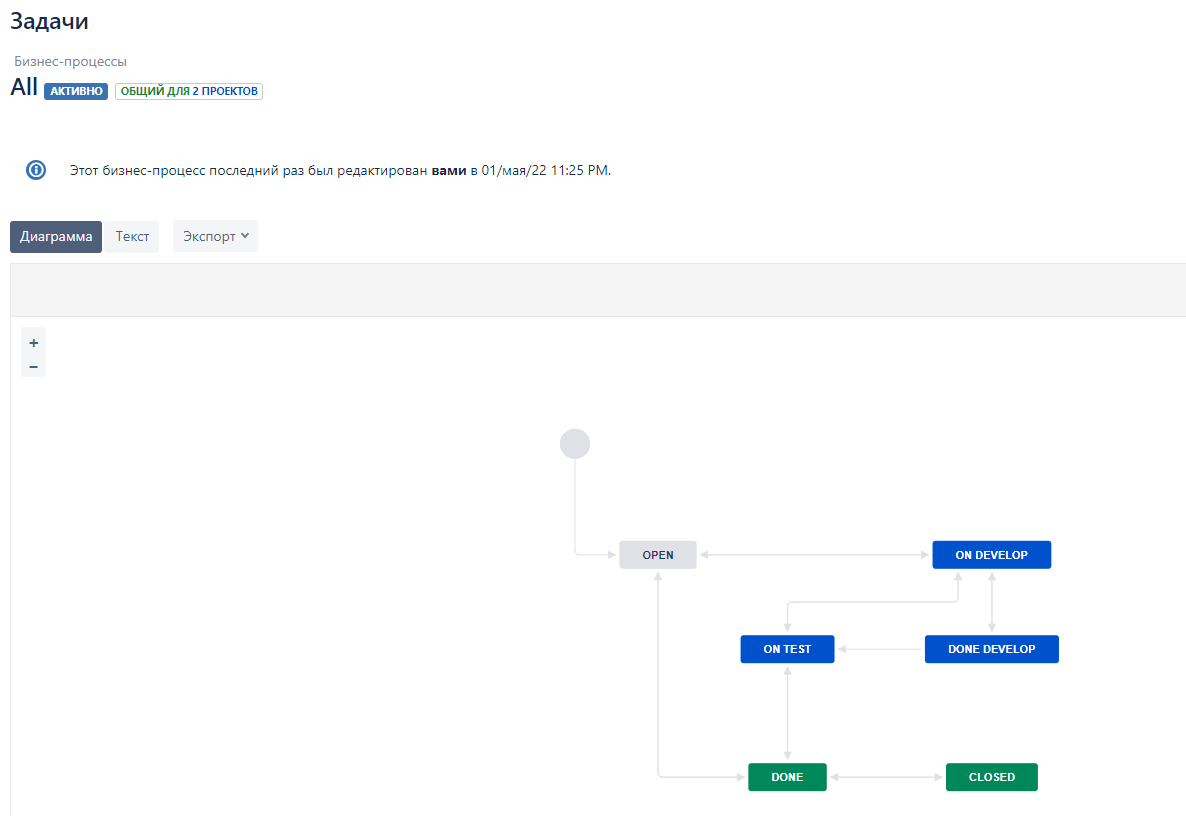 Задачи
Бизнес-процессы
All АКТИВНО ОБЩИЙ ДЛЯ 2 ПРОЕКТОВ
Этот бизнес-процесс последний раз был редактирован вами в 01/мая/22 11:25 PM.
Диаграмма Текст Экспорт
+
−
OPEN ON DEVELOP
ON TEST DONE DEVELOP
DONE CLOSED